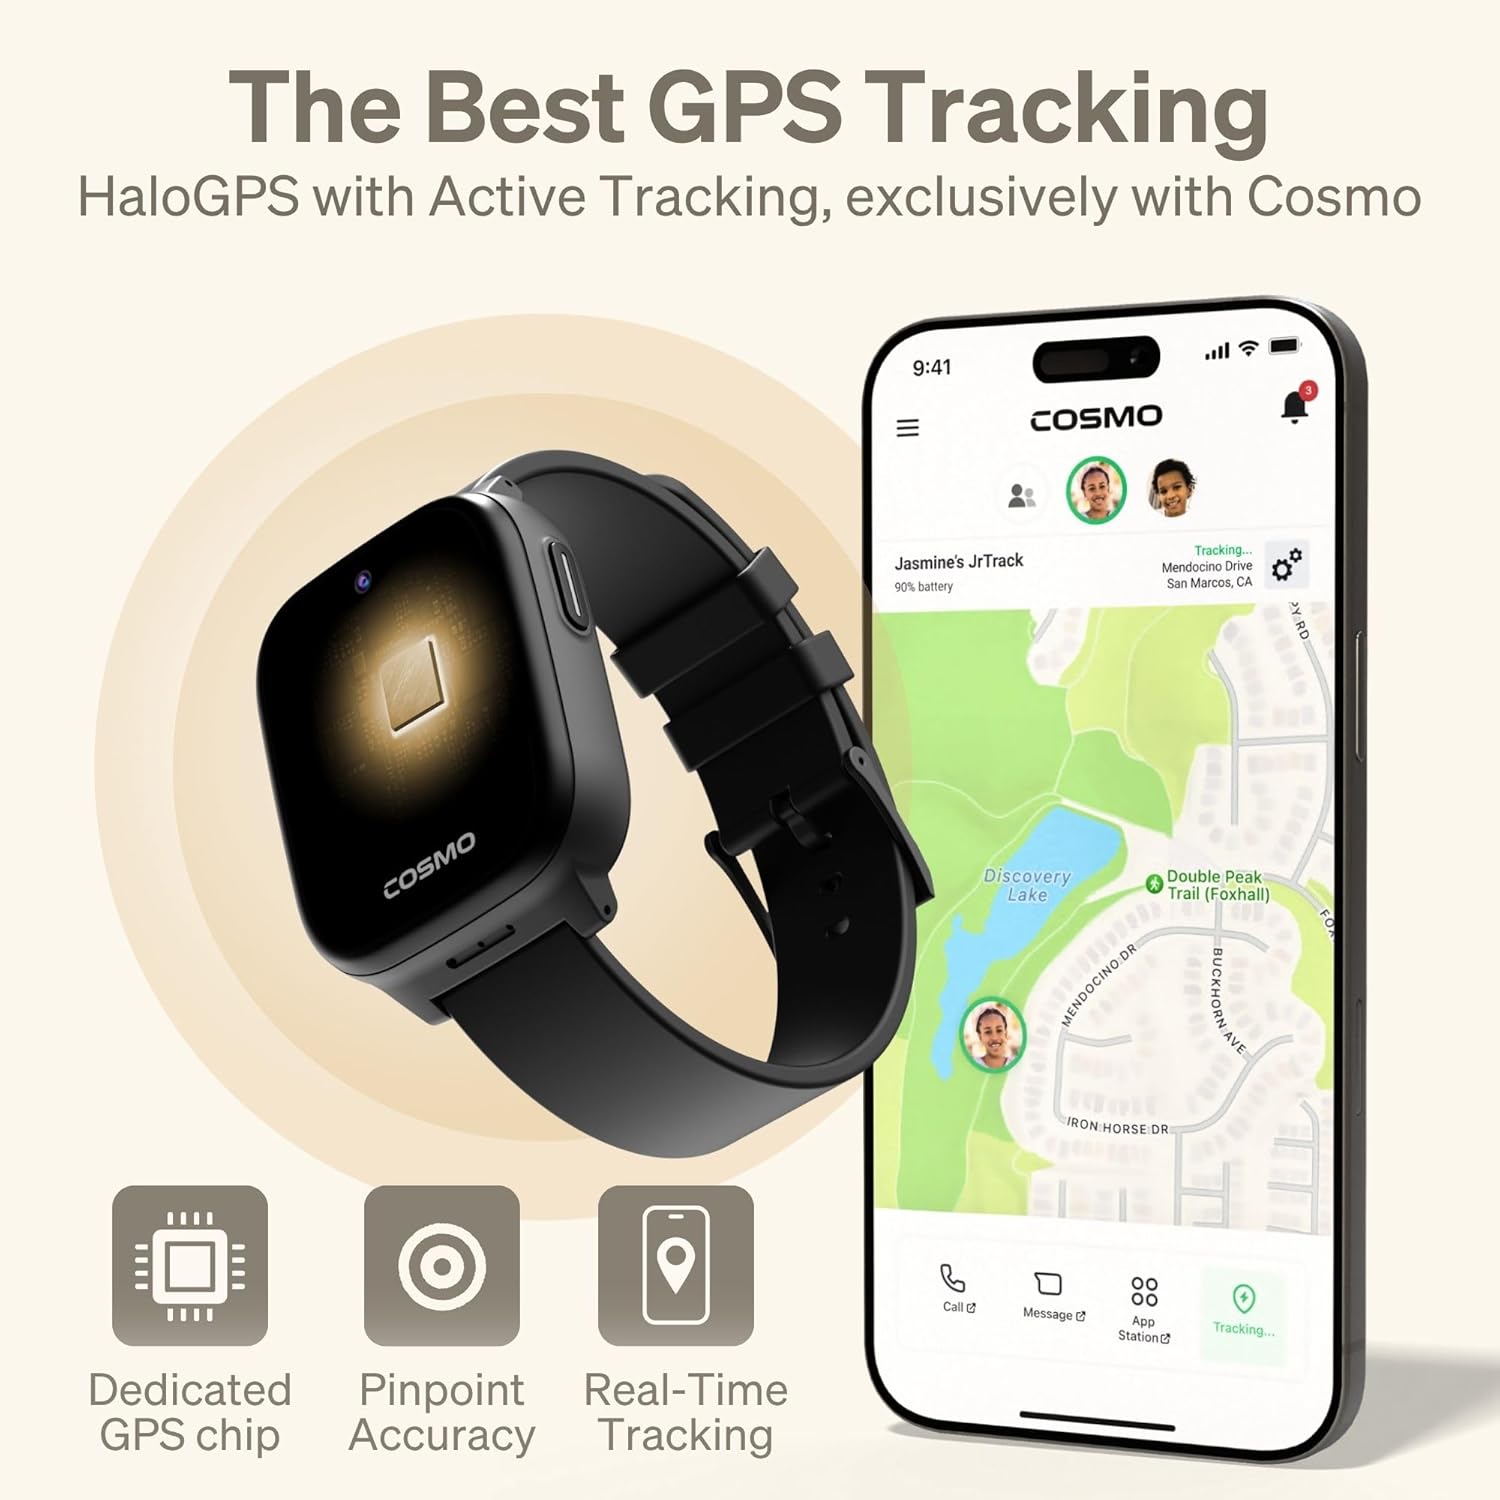 The Best GPS Tracking
HaloGPS with Active Tracking, exclusively with Cosmo
9:41
COSMO
3
Jasmine's JrTrack
90% battery
Tracking...
Mendocino Drive
San Marcos, CA
Discovery
Lake
Double Peak
Trail (Foxhall)
MENDOCINO DR
BUCKHORN AVE
IRON HORSE DR
Call
Message
App
Station
Tracking...
COSMO
Dedicated
GPS chip
Pinpoint
Accuracy
Real-Time
Tracking